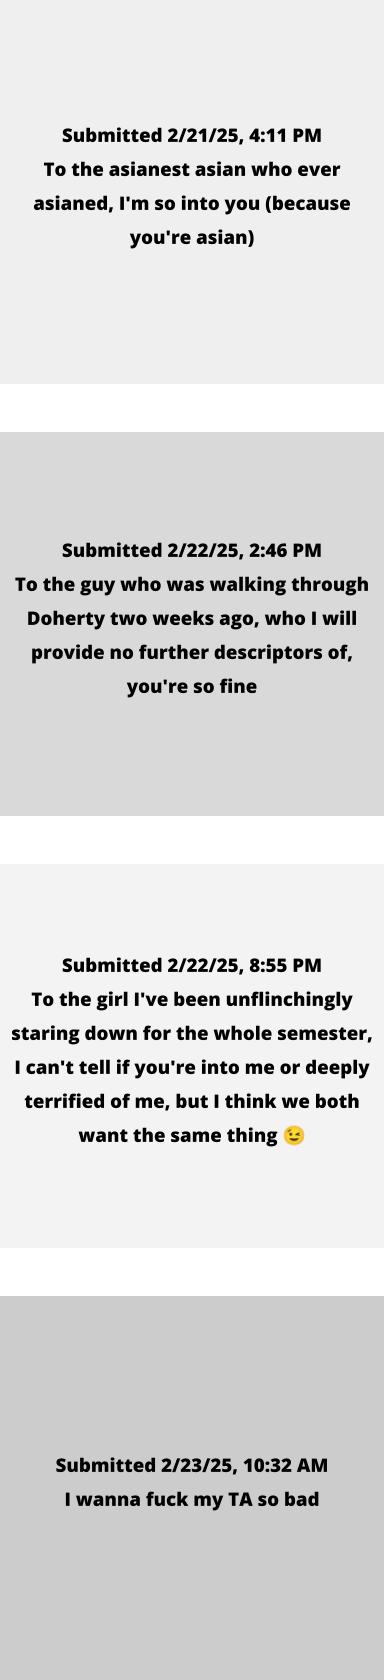 Submitted 2/21/25, 4:11 PM
To the asianest asian who ever
asianed, I'm so into you (because
you're asian)
Submitted 2/22/25, 2:46 PM
To the guy who was walking through
Doherty two weeks ago, who I will
provide no further descriptors of,
you're so fine
Submitted 2/22/25, 8:55 PM
To the girl I've been unflinchingly
staring down for the whole semester,
I can't tell if you're into me or deeply
terrified of me, but I think we both
want the same thing 😉
Submitted 2/23/25, 10:32 AM
I wanna fuck my TA so bad